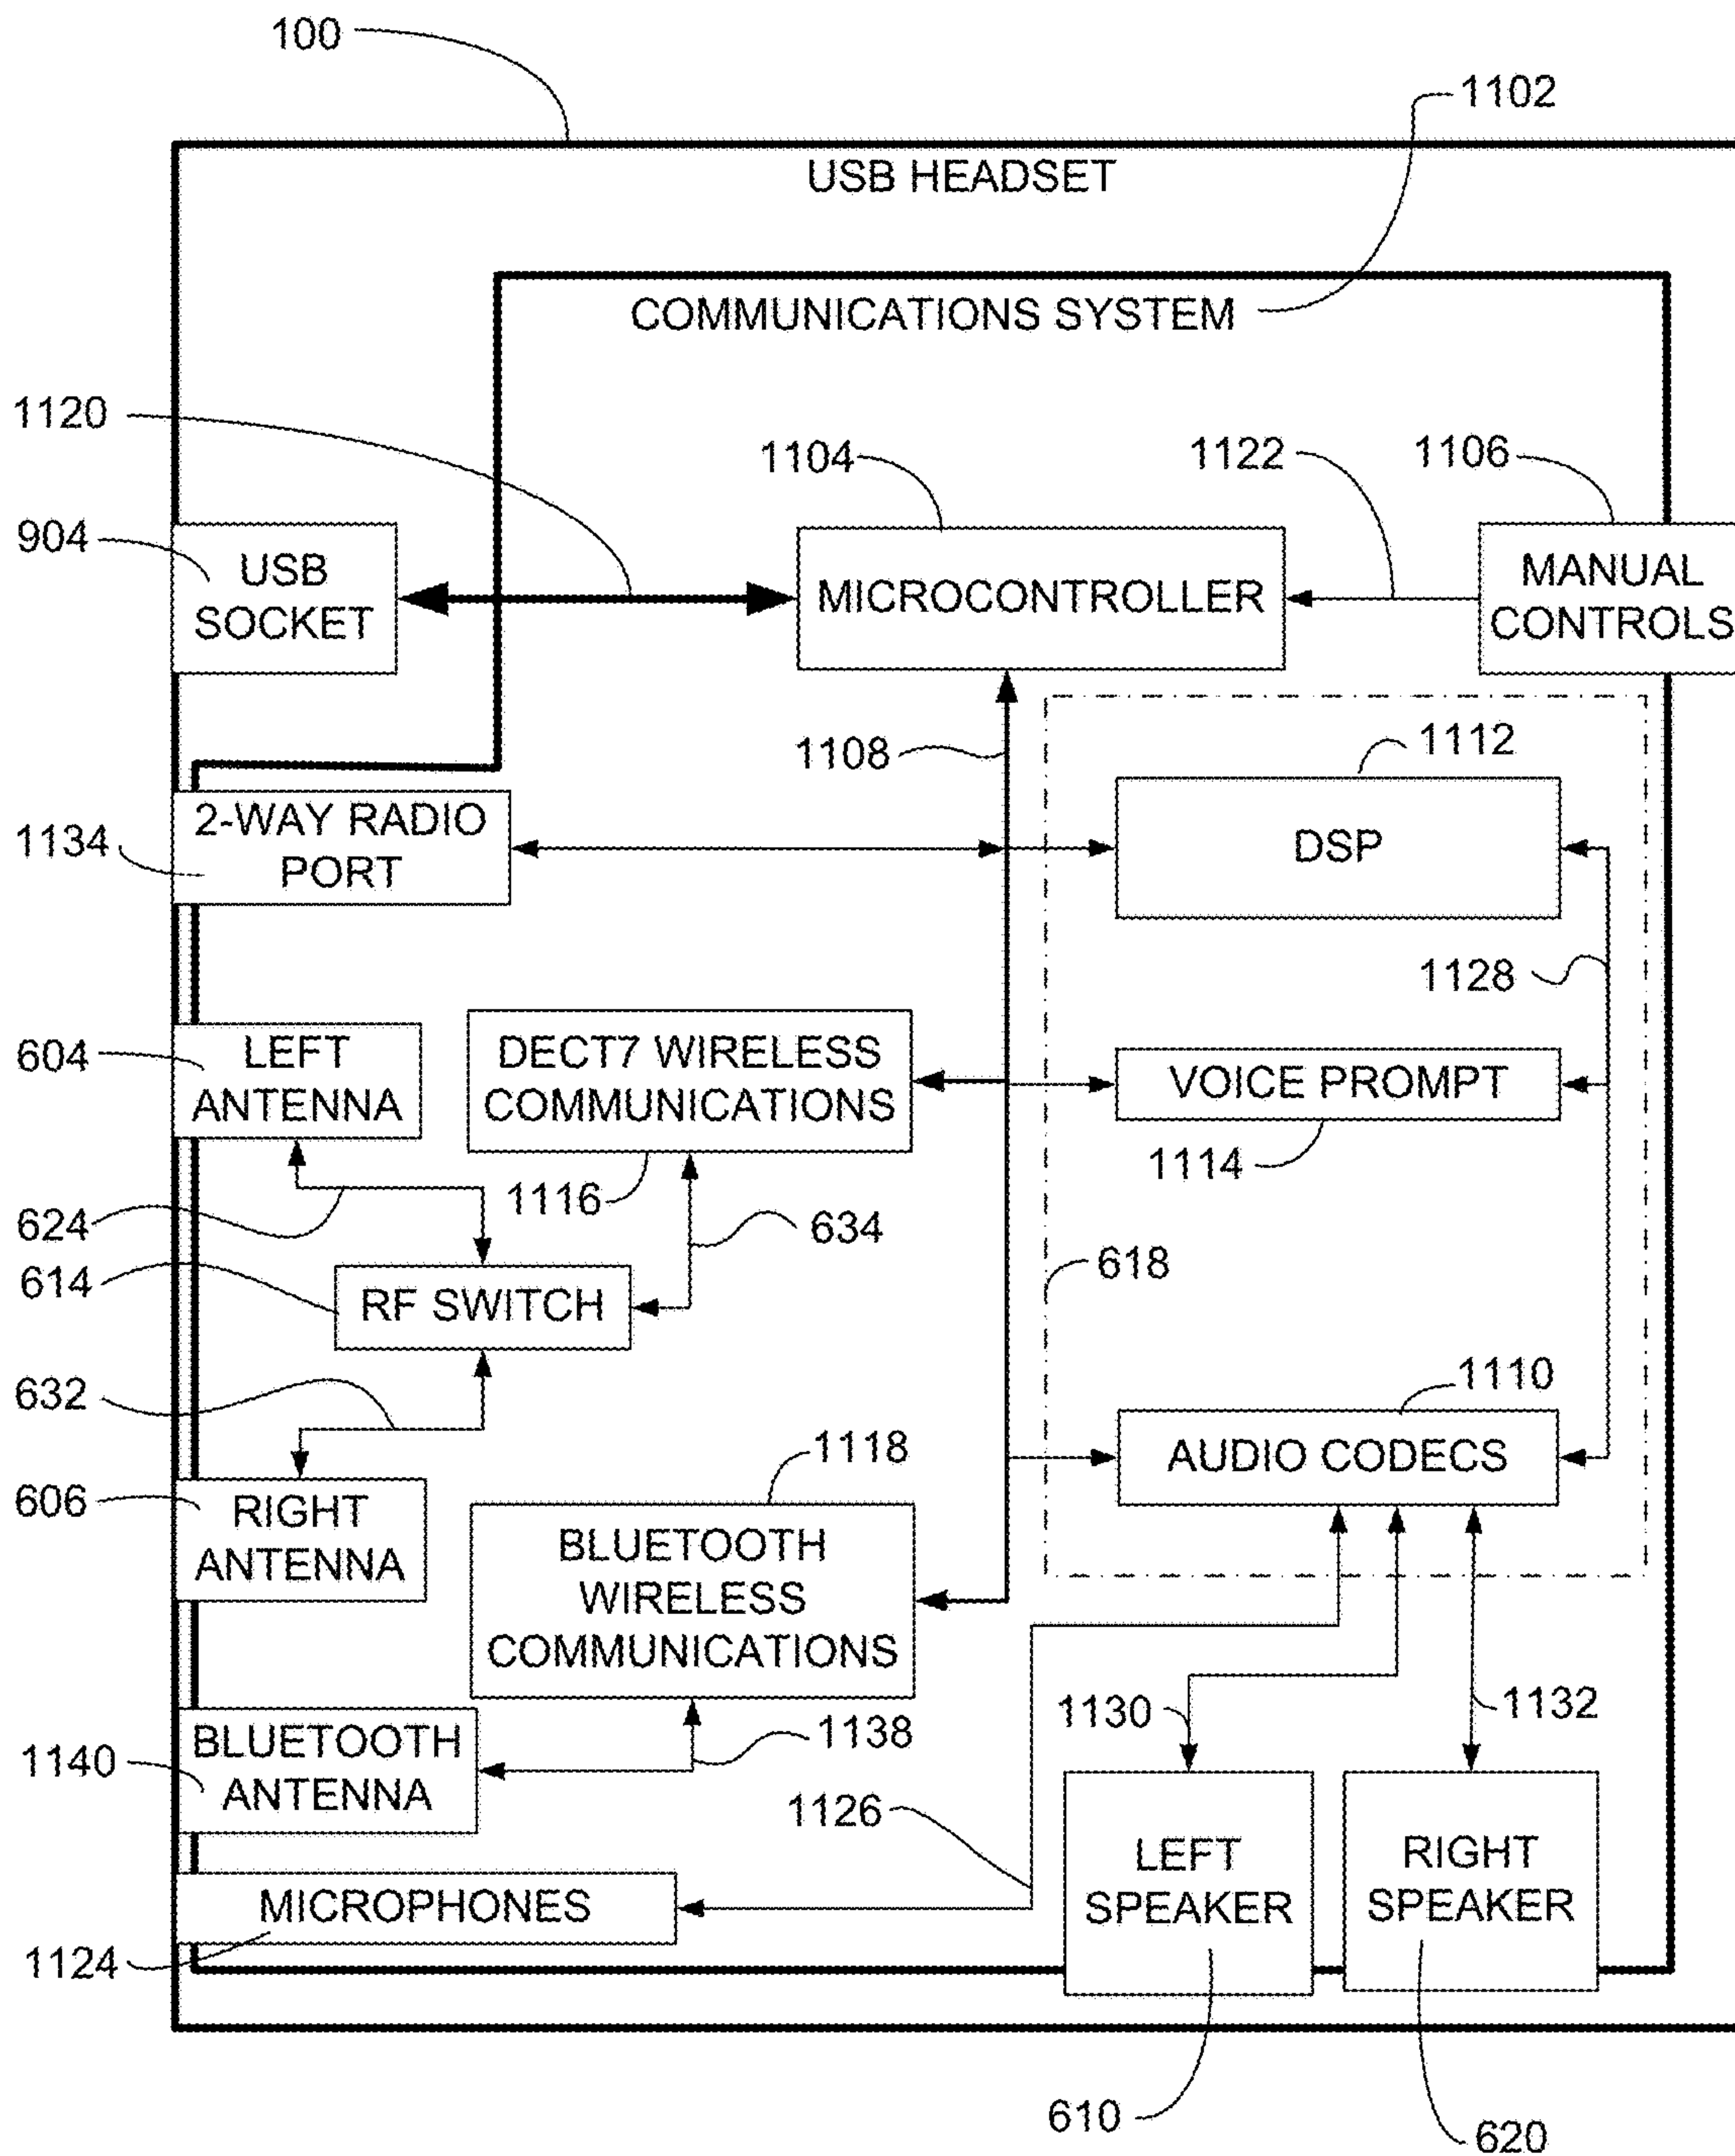 100
1102
USB HEADSET
COMMUNICATIONS SYSTEM
1120
1104
1122
1106
904
USB
SOCKET
MICROCONTROLLER
MANUAL
CONTROLS
1108
1112
1134
2-WAY RADIO
PORT
DSP
1128
604
LEFT
ANTENNA
DECT7 WIRELESS
COMMUNICATIONS
VOICE PROMPT
1114
1116
624
634
614
RF SWITCH
618
632
1110
AUDIO CODECS
1118
606
RIGHT
ANTENNA
BLUETOOTH
WIRELESS
COMMUNICATIONS
1130
1132
1138
1140
BLUETOOTH
ANTENNA
1126
LEFT
SPEAKER
RIGHT
SPEAKER
MICROPHONES
1124
610
620